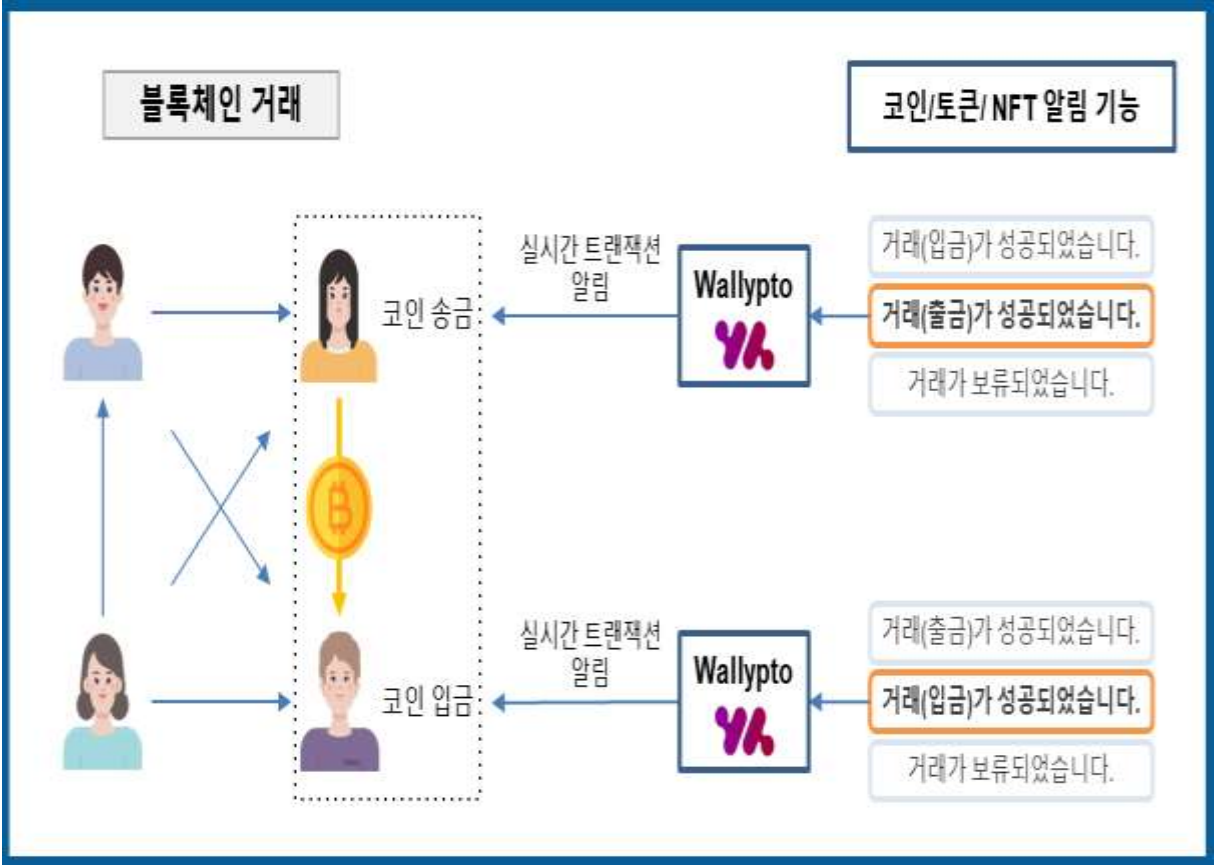 블록체인 거래
코인/토큰/ NFT 알림 기능
코인 송금
실시간 트랜잭션
알림
Wallypto
거래(입금)가 성공되었습니다.
거래(출금)가 성공되었습니다.
거래가 보류되었습니다.
코인 입금
실시간 트랜잭션
알림
Wallypto
거래(출금)가 성공되었습니다.
거래(입금)가 성공되었습니다.
거래가 보류되었습니다.